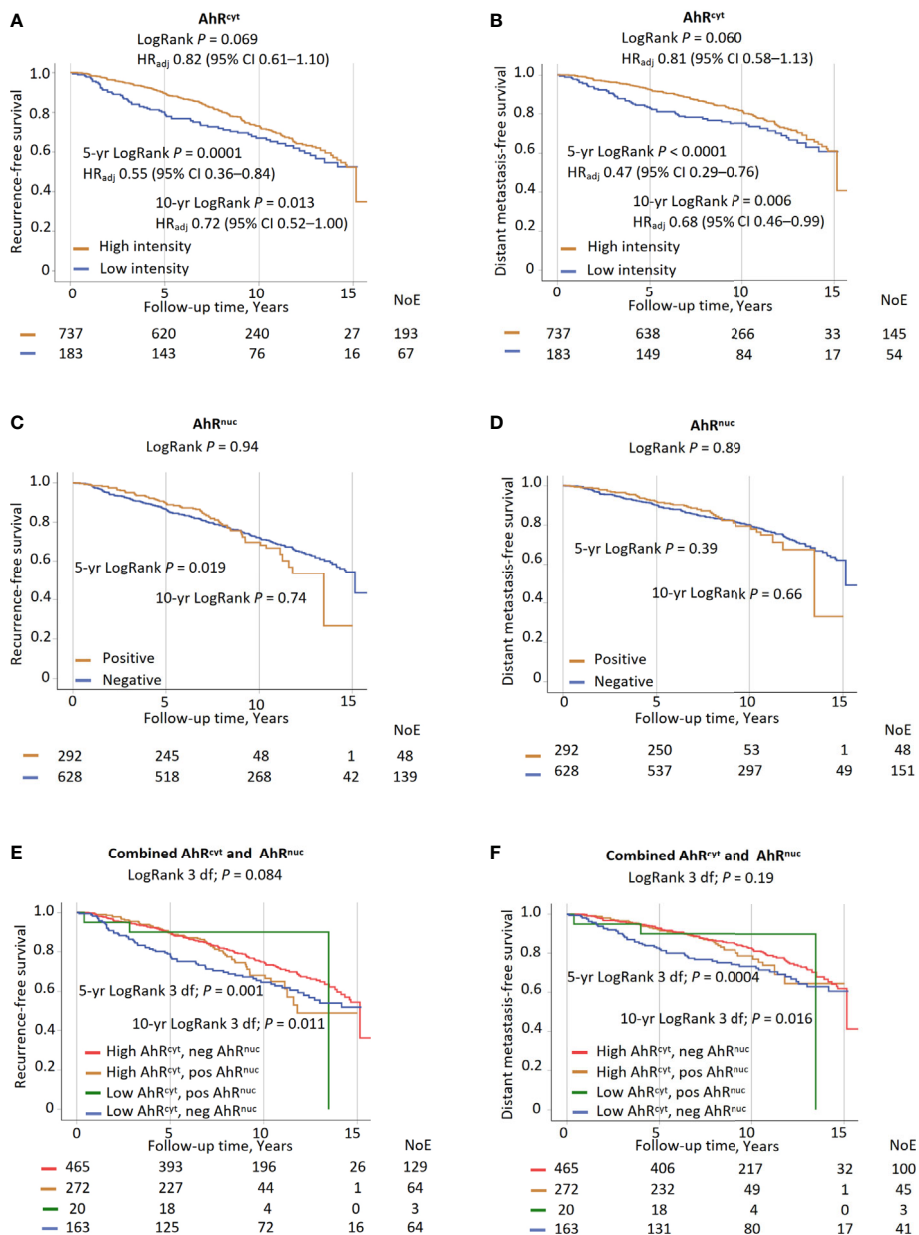 A
AhRcyt
LogRank P = 0.069
HRadj 0.82 (95% CI 0.61–1.10)
Recurrence-free survival
1.0
0.8
0.6
0.4
0.2
0
5-yr LogRank P = 0.0001
HRadj 0.55 (95% CI 0.36–0.84)
10-yr LogRank P = 0.013
HRadj 0.72 (95% CI 0.52–1.00)
High intensity
Low intensity
0 5 10 15
Follow-up time, Years
NoE
737 620 240 27 193
183 143 76 16 67
B
AhRcyt
LogRank P = 0.060
HRadj 0.81 (95% CI 0.58–1.13)
Distant metastasis-free survival
1.0
0.8
0.6
0.4
0.2
0
5-yr LogRank P < 0.0001
HRadj 0.47 (95% CI 0.29–0.76)
10-yr LogRank P = 0.006
HRadj 0.68 (95% CI 0.46–0.99)
High intensity
Low intensity
0 5 10 15
Follow-up time, Years
NoE
737 638 266 33 145
183 149 84 17 54
C
AhRnuc
LogRank P = 0.94
Recurrence-free survival
1.0
0.8
0.6
0.4
0.2
0
5-yr LogRank P = 0.019
10-yr LogRank P = 0.74
Positive
Negative
0 5 10 15
Follow-up time, Years
NoE
292 245 48 1 48
628 518 268 42 139
D
AhRnuc
LogRank P = 0.89
Distant metastasis-free survival
1.0
0.8
0.6
0.4
0.2
0
5-yr LogRank P = 0.39
10-yr LogRank P = 0.66
Positive
Negative
0 5 10 15
Follow-up time, Years
NoE
292 250 53 1 48
628 537 297 49 151
E
Combined AhRcyt and AhRnuc
LogRank 3 df; P = 0.084
Recurrence-free survival
1.0
0.8
0.6
0.4
0.2
0
5-yr LogRank 3 df; P = 0.001
10-yr LogRank 3 df; P = 0.011
High AhRcyt, neg AhRnuc
High AhRcyt, pos AhRnuc
Low AhRcyt, pos AhRnuc
Low AhRcyt, neg AhRnuc
0 5 10 15
Follow-up time, Years
NoE
465 393 196 26 129
272 227 44 1 64
20 18 4 0 3
163 125 72 16 64
F
Combined AhRcyt and AhRnuc
LogRank 3 df; P = 0.19
Distant metastasis-free survival
1.0
0.8
0.6
0.4
0.2
0
5-yr LogRank 3 df; P = 0.0004
10-yr LogRank 3 df; P = 0.016
High AhRcyt, neg AhRnuc
High AhRcyt, pos AhRnuc
Low AhRcyt, pos AhRnuc
Low AhRcyt, neg AhRnuc
0 5 10 15
Follow-up time, Years
NoE
465 406 217 32 100
272 232 49 1 45
20 18 4 0 3
163 131 80 17 41